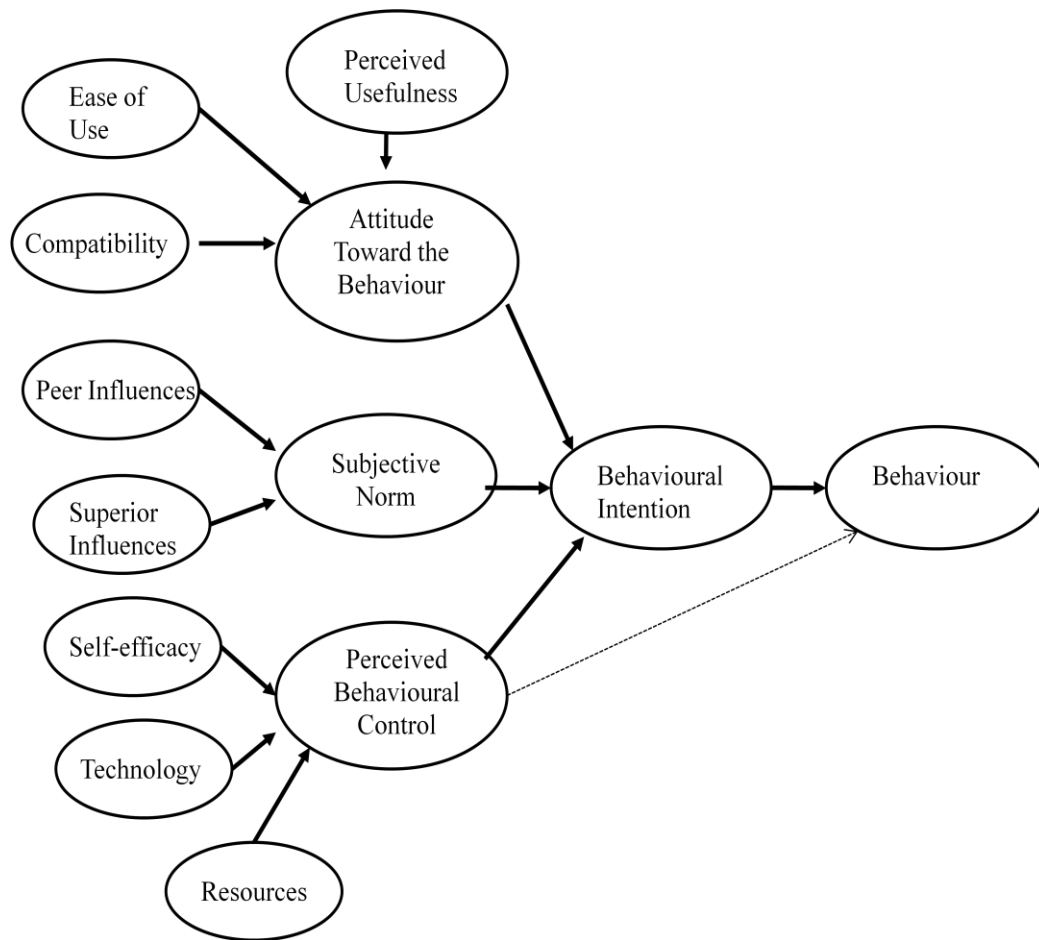 Perceived
Usefulness
Ease of
Use
Attitude
Toward the
Behaviour
Compatibility
Peer Influences
Subjective
Norm
Behavioural
Intention
Behaviour
Superior
Influences
Self-efficacy
Perceived
Behavioural
Control
Technology
Resources